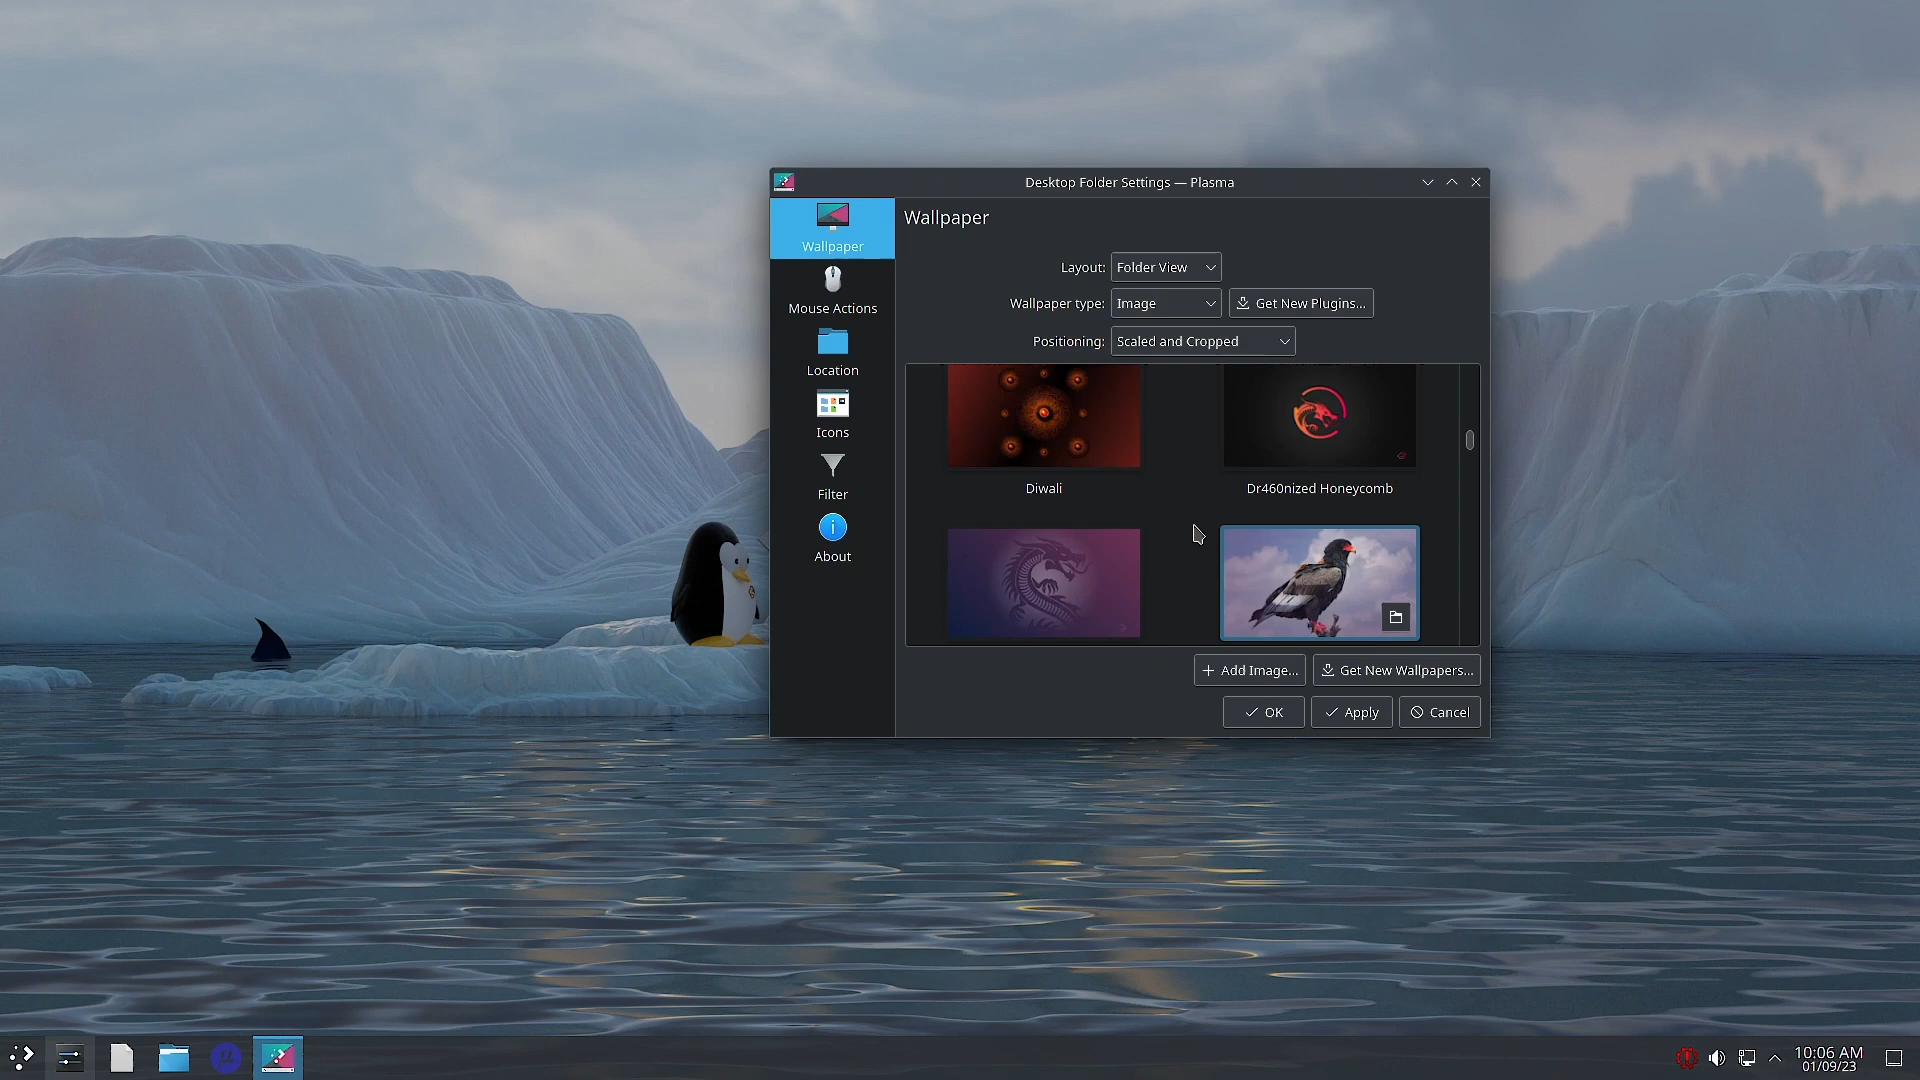 Desktop Folder Settings — Plasma
Wallpaper
Wallpaper
Mouse Actions
Location
Icons
Filter
About
Layout: Folder View
Wallpaper type: Image Get New Plugins...
Positioning: Scaled and Cropped
Diwali Dr460nized Honeycomb
Add Image... Get New Wallpapers...
OK Apply Cancel
10:06 AM
01/09/23